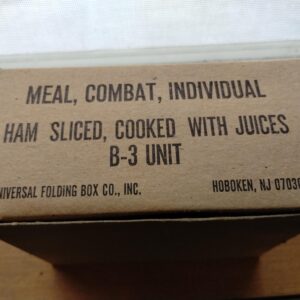 MEAL, COMBAT, INDIVIDUAL
HAM SLICED, COOKED WITH JUICES
B-3 UNIT
NIVERSAL FOLDING BOX CO., INC. HOBOKEN, NJ 0703